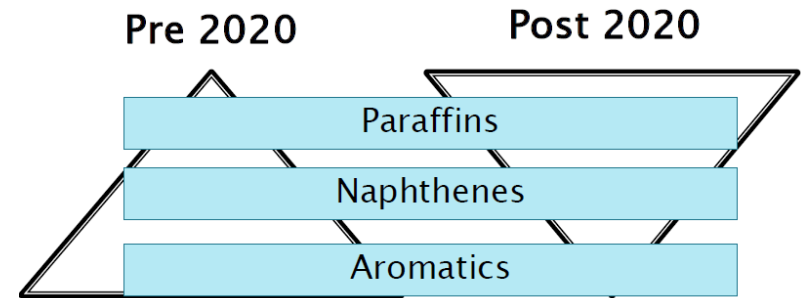 Pre 2020
Post 2020
Paraffins
Naphthenes
Aromatics